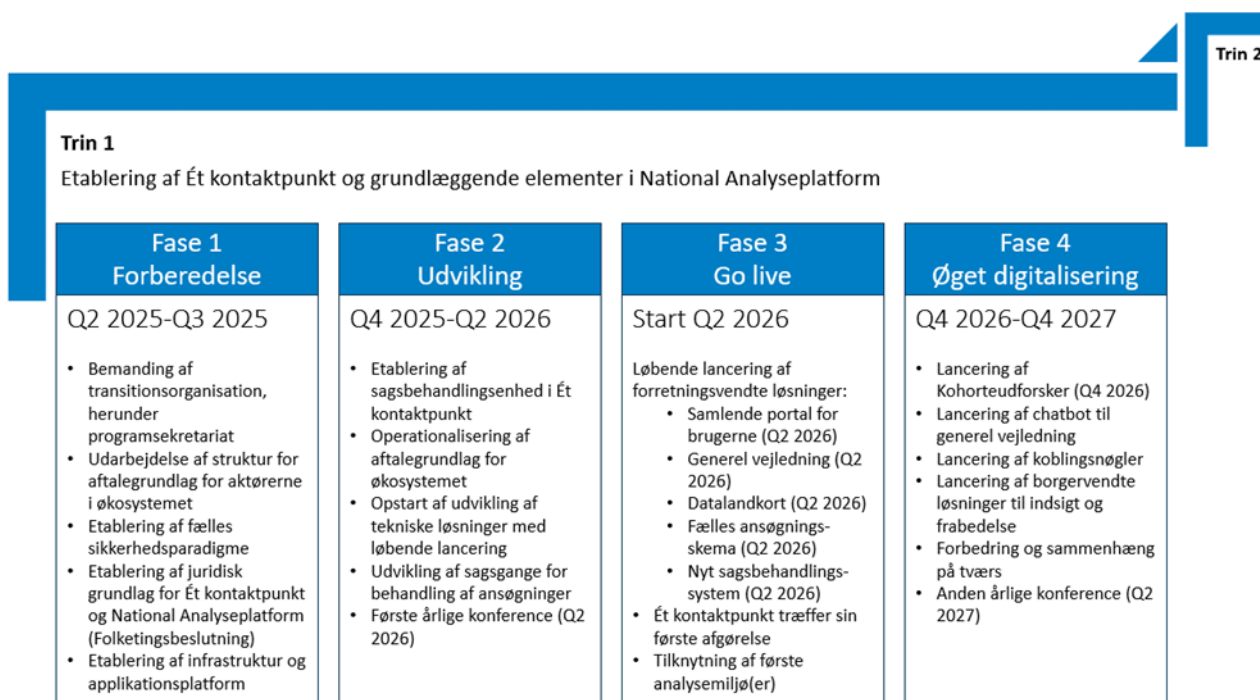 Trin 2
Trin 1
Etablering af Ét kontaktpunkt og grundlæggende elementer i National Analyseplatform
Fase 1
Forberedelse
Q2 2025-Q3 2025
• Bemanding af
transitionsorganisation,
herunder
programsekretariat
• Udarbejdelse af struktur for
aftalegrundlag for aktørerne
i økosystemet
• Etablering af fælles
sikkerhedsparadigme
• Etablering af juridisk
grundlag for Ét kontaktpunkt
og National Analyseplatform
(Folketingsbeslutning)
• Etablering af infrastruktur og
applikationsplatform
Fase 2
Udvikling
Q4 2025-Q2 2026
• Etablering af
sagsbehandlingsenhed i Ét
kontaktpunkt
• Operationalisering af
aftalegrundlag for
økosystemet
• Opstart af udvikling af
tekniske løsninger med
løbende lancering
• Udvikling af sagsgange for
behandling af ansøgninger
• Første årlige konference (Q2
2026)
Fase 3
Go live
Start Q2 2026
Løbende lancering af
forretningsvendte løsninger:
• Samlende portal for
brugerne (Q2 2026)
• Generel vejledning (Q2
2026)
• Datalandkort (Q2 2026)
• Fælles ansøgnings-
skema (Q2 2026)
• Nyt sagsbehandlings-
system (Q2 2026)
• Ét kontaktpunkt træffer sin
første afgørelse
• Tilknytning af første
analysemiljø(er)
Fase 4
Øget digitalisering
Q4 2026-Q4 2027
• Lancering af
Kohorteudforsker (Q4 2026)
• Lancering af chatbot til
generel vejledning
• Lancering af koblingsnøgler
• Lancering af borgervendte
løsninger til indsigt og
frabedelse
• Forbedring og sammenhæng
på tværs
• Anden årlige konference (Q2
2027)